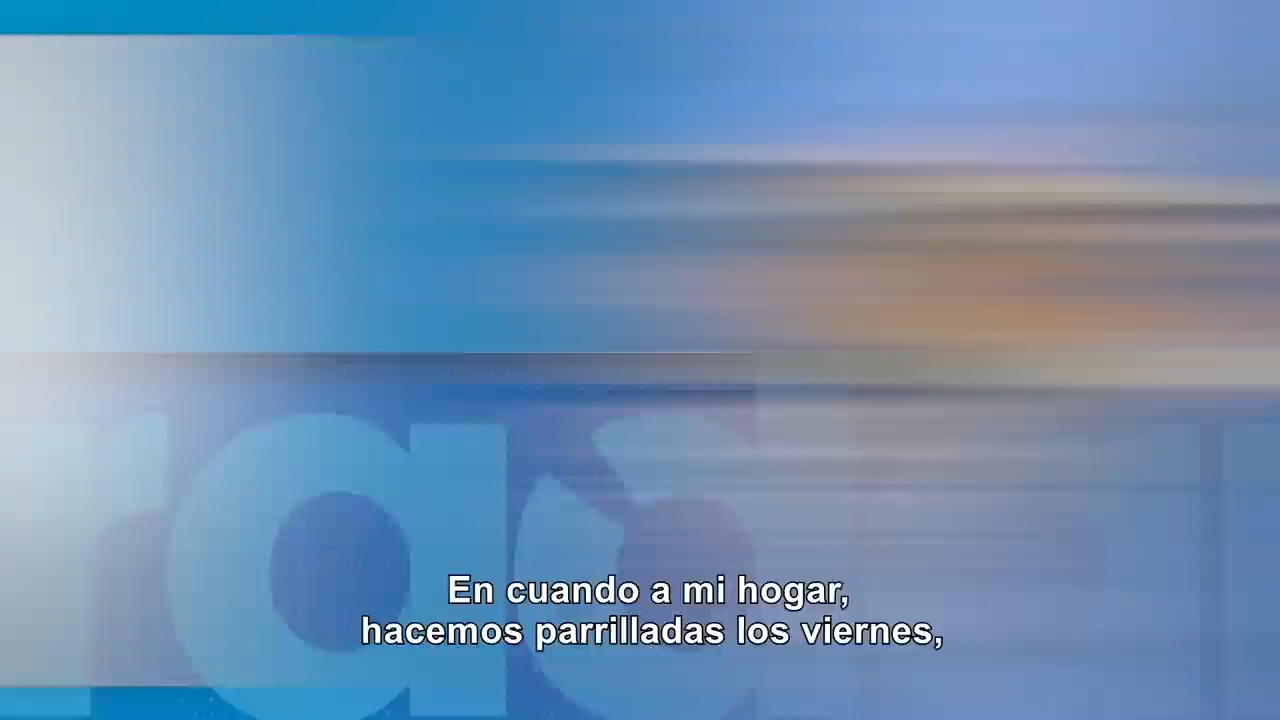 En cuando a mi hogar,
hacemos parrilladas los viernes,